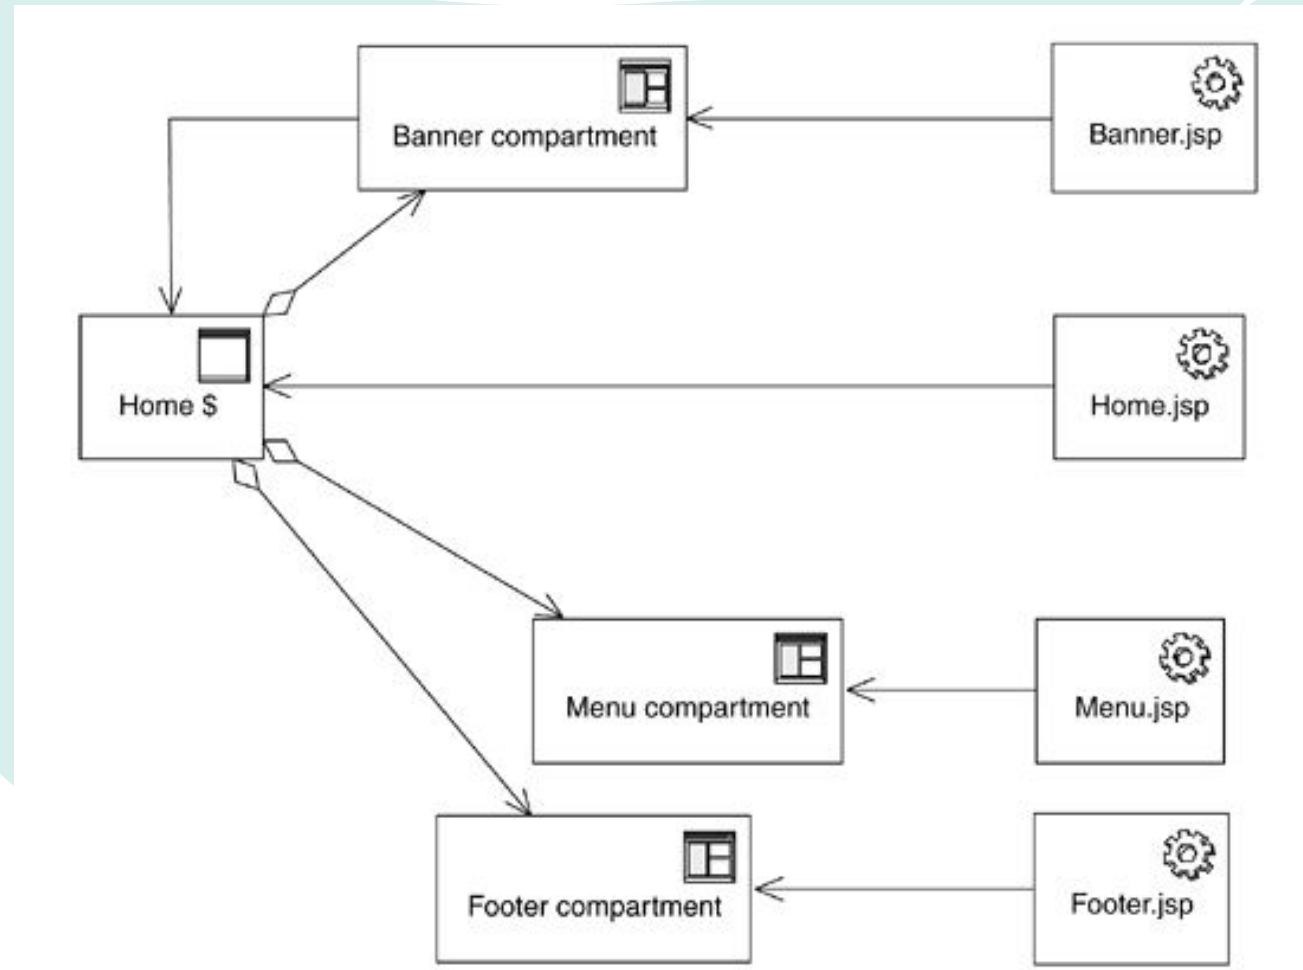 Banner compartment
Banner.jsp
Home $
Home.jsp
Menu compartment
Menu.jsp
Footer compartment
Footer.jsp